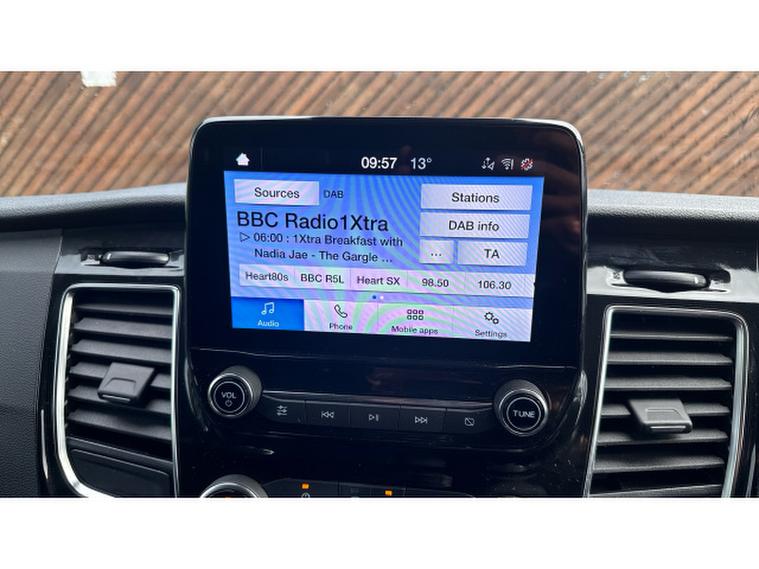 09:57 13°
Sources DAB Stations
BBC Radio1Xtra DAB info
06:00 : 1Xtra Breakfast with
Nadia Jae - The Gargle ... ... TA
Heart80s BBC R5L Heart SX 98.50 106.30
Audio Phone Mobile apps Settings
VOL TUNE